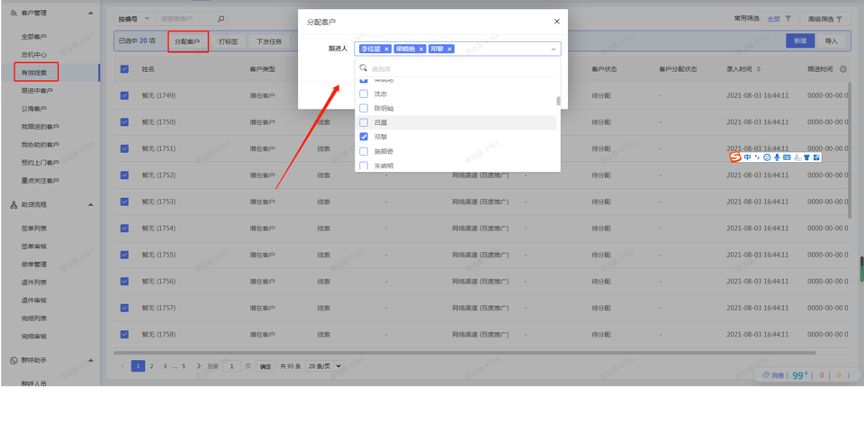 客户管理
全部客户
总机中心
有效线索
跟进中客户
公海客户
我跟进的客户
我协助的客户
预约上门客户
重点关注客户
助贷流程
签单列表
签单审核
做单管理
退件列表
退件审核
完结列表
完结审核
群呼助手
群呼人员
按编号 请搜索客户
常用筛选 全部 高级筛选
已选中 20 项 分配客户 打标签 下发任务
新建 导入
姓名 客户类型 客户状态 客户分配状态 录入时间 跟进时间
暂无 (1749) 潜在客户 待分配 - 2021-08-03 16:44:11 0000-00-00 0
暂无 (1750) 潜在客户 线索 待分配 - 2021-08-03 16:44:11 0000-00-00 0
暂无 (1751) 潜在客户 线索 待分配 - 2021-08-03 16:44:11 0000-00-00 0
暂无 (1752) 潜在客户 线索 网络渠道 (百度推广) - 待分配 - 2021-08-03 16:44:11 0000-00-00 0
暂无 (1753) 潜在客户 线索 网络渠道 (百度推广) - 待分配 - 2021-08-03 16:44:11 0000-00-00 0
暂无 (1754) 潜在客户 线索 网络渠道 (百度推广) - 待分配 - 2021-08-03 16:44:11 0000-00-00 0
暂无 (1755) 潜在客户 线索 网络渠道 (百度推广) - 待分配 - 2021-08-03 16:44:11 0000-00-00 0
暂无 (1756) 潜在客户 线索 网络渠道 (百度推广) - 待分配 - 2021-08-03 16:44:11 0000-00-00 0
暂无 (1757) 潜在客户 线索 网络渠道 (百度推广) - 待分配 - 2021-08-03 16:44:11 0000-00-00 0
暂无 (1758) 潜在客户 线索 网络渠道 (百度推广) - 待分配 - 2021-08-03 16:44:11 0000-00-00 0
1 2 3 ... 5 到第 1 页 确定 共 95 条 20 条/页
分配客户
跟进人 李佳星 梁婉艳 邓黎
请选择
沈志
吕露
邓黎
中
消息 ( 99+ | 0 | 0 )